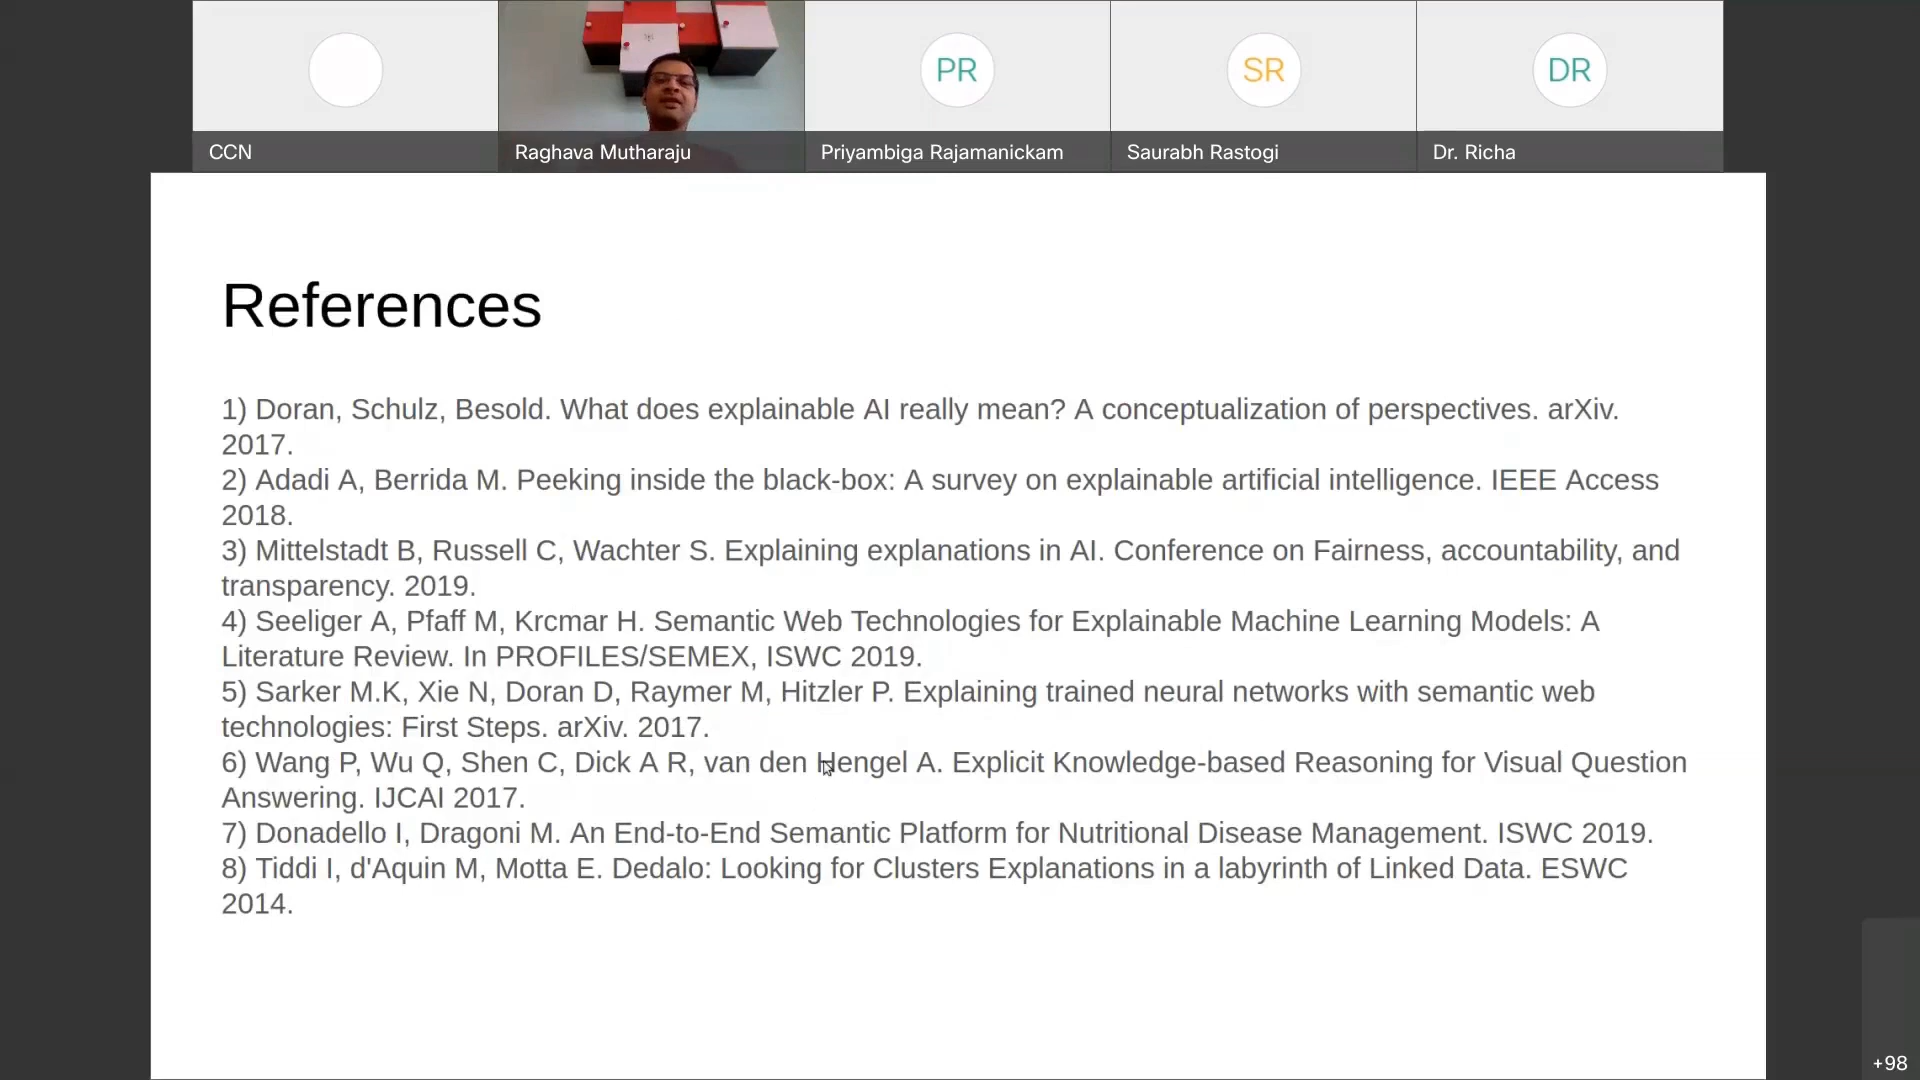 PR
SR
DR
CCN
Raghava Mutharaju
Priyambiga Rajamanickam
Saurabh Rastogi
Dr. Richa
References
1) Doran, Schulz, Besold. What does explainable AI really mean? A conceptualization of perspectives. arXiv.
2017.
2) Adadi A, Berrida M. Peeking inside the black-box: A survey on explainable artificial intelligence. IEEE Access
2018.
3) Mittelstadt B, Russell C, Wachter S. Explaining explanations in AI. Conference on Fairness, accountability, and
transparency. 2019.
4) Seeliger A, Pfaff M, Krcmar H. Semantic Web Technologies for Explainable Machine Learning Models: A
Literature Review. In PROFILES/SEMEX, ISWC 2019.
5) Sarker M.K, Xie N, Doran D, Raymer M, Hitzler P. Explaining trained neural networks with semantic web
technologies: First Steps. arXiv. 2017.
6) Wang P, Wu Q, Shen C, Dick A R, van den Hengel A. Explicit Knowledge-based Reasoning for Visual Question
Answering. IJCAI 2017.
7) Donadello I, Dragoni M. An End-to-End Semantic Platform for Nutritional Disease Management. ISWC 2019.
8) Tiddi I, d'Aquin M, Motta E. Dedalo: Looking for Clusters Explanations in a labyrinth of Linked Data. ESWC
2014.
+98